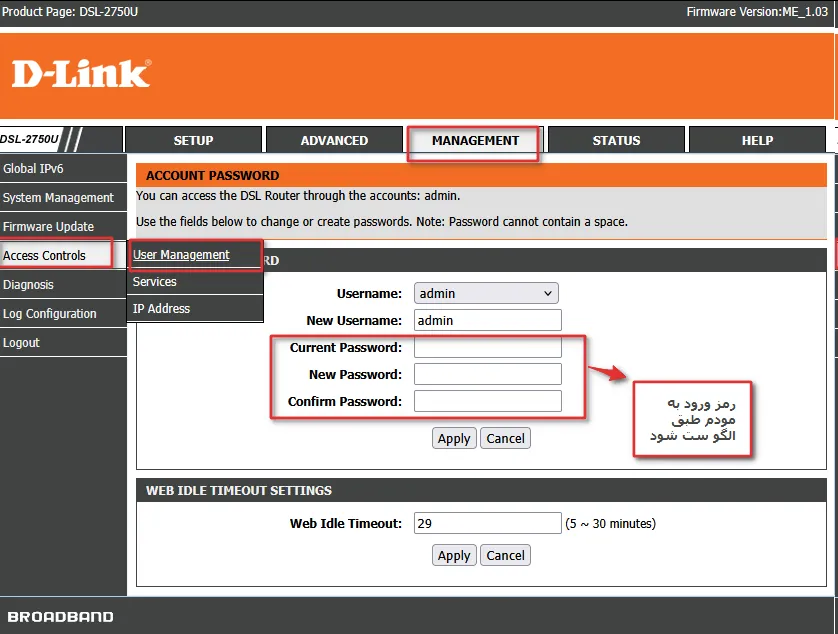 Product Page: DSL-2750U
Firmware Version:ME_1.03
D-Link
DSL-2750U
SETUP
ADVANCED
MANAGEMENT
STATUS
HELP
Global IPv6
System Management
Firmware Update
Access Controls
Diagnosis
Log Configuration
Logout
User Management
Services
IP Address
ACCOUNT PASSWORD
You can access the DSL Router through the accounts: admin.
Use the fields below to change or create passwords. Note: Password cannot contain a space.
RD
Username:
admin
New Username:
admin
Current Password:
New Password:
Confirm Password:
Apply
Cancel
رمز ورود به
مودم طبق
الگو ست شود
WEB IDLE TIMEOUT SETTINGS
Web Idle Timeout:
29
(5 ~ 30 minutes)
Apply
Cancel
BROADBAND